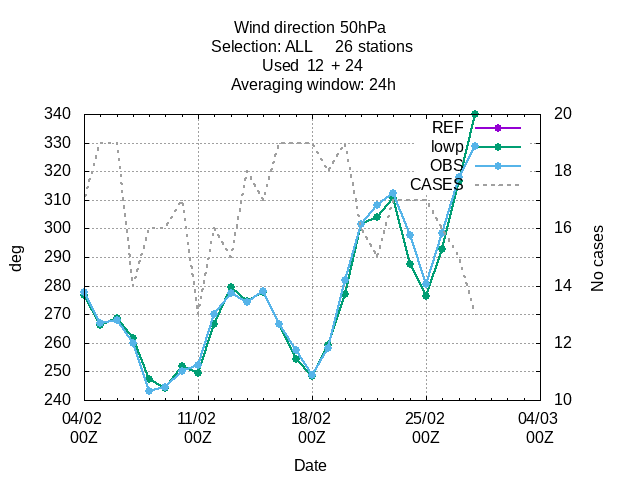 Wind direction 50hPa
Selection: ALL 26 stations
Used 12 + 24
Averaging window: 24h
340 20
330
REF
lowp
320 18
OBS
310
CASES
300 16
290
280 14
270
260 12
250
240 10
deg
No cases
04/02 11/02 18/02 25/02 04/03
00Z 00Z 00Z 00Z 00Z
Date